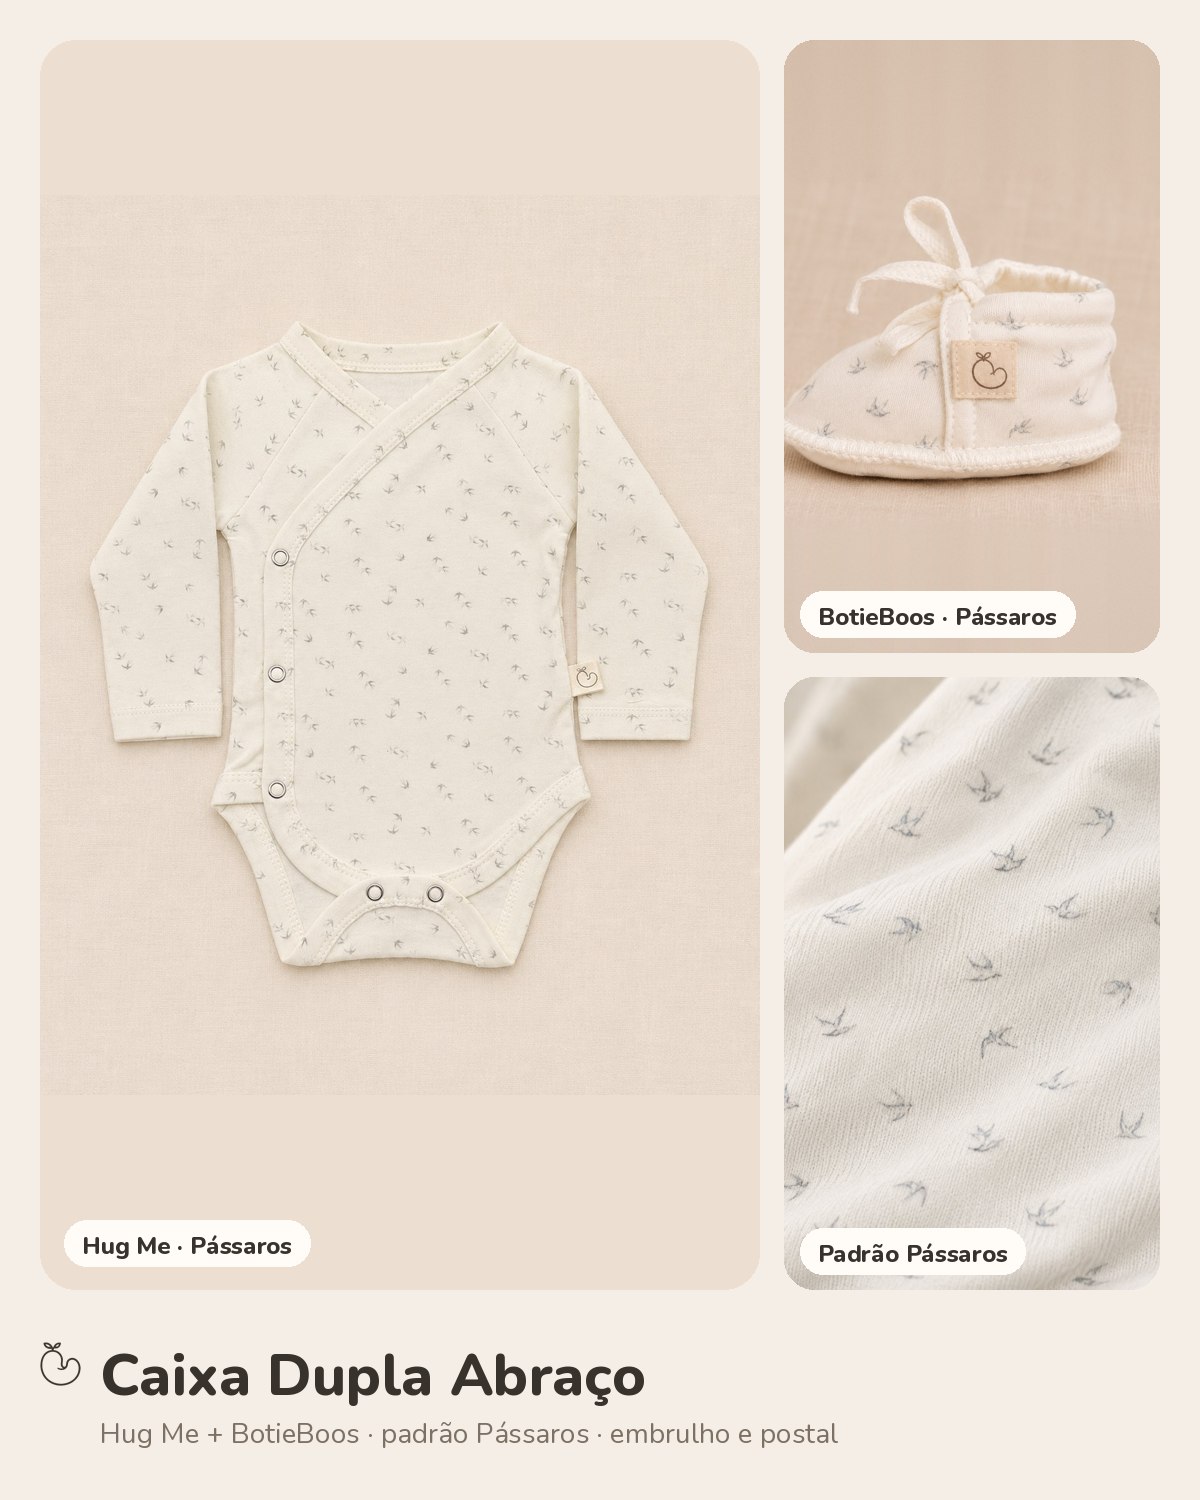 BotieBoos · Pássaros
Hug Me · Pássaros
Padrão Pássaros
Caixa Dupla Abraço
Hug Me + BotieBoos · padrão Pássaros · embrulho e postal